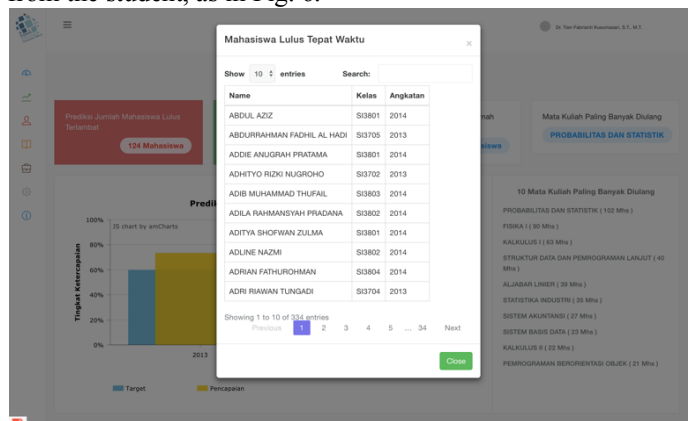 from the student, as in Fig. 6.
Dr. Tien Fabrianti Kusumasari, S.T., M.T.
Mahasiswa Lulus Tepat Waktu
×
Show 10 entries Search:
Name Kelas Angkatan
ABDUL AZIZ SI3801 2014
ABDURRAHMAN FADHIL AL HADI SI3705 2013
ADDIE ANUGRAH PRATAMA SI3801 2014
ADHITYO RIZKI NUGROHO SI3702 2013
ADIB MUHAMMAD THUFAIL SI3803 2014
ADILA RAHMANSYAH PRADANA SI3802 2014
ADITYA SHOFWAN ZULMA SI3801 2014
ADLINE NAZMI SI3802 2014
ADRIAN FATHUROHMAN SI3804 2014
ADRI RIAWAN TUNGADI SI3704 2013
Showing 1 to 10 of 334 entries
Previous 1 2 3 4 5 ... 34 Next
Close
Prediksi Jumlah Mahasiswa Lulus
Terlambat
124 Mahasiswa
mah
siswa
Mata Kuliah Paling Banyak Diulang
PROBABILITAS DAN STATISTIK
Predi
JS chart by amCharts
Tingkat Ketercapaian
100%
80%
60%
40%
20%
0%
2013
Target
Pencapaian
10 Mata Kuliah Paling Banyak Diulang
PROBABILITAS DAN STATISTIK ( 102 Mhs )
FISIKA I ( 90 Mhs )
KALKULUS I ( 83 Mhs )
STRUKTUR DATA DAN PEMROGRAMAN LANJUT ( 40
Mhs )
ALJABAR LINIER ( 39 Mhs )
STATISTIKA INDUSTRI ( 35 Mhs )
SISTEM AKUNTANSI ( 27 Mhs )
SISTEM BASIS DATA ( 23 Mhs )
KALKULUS II ( 22 Mhs )
PEMROGRAMAN BERORIENTASI OBJEK ( 21 Mhs )